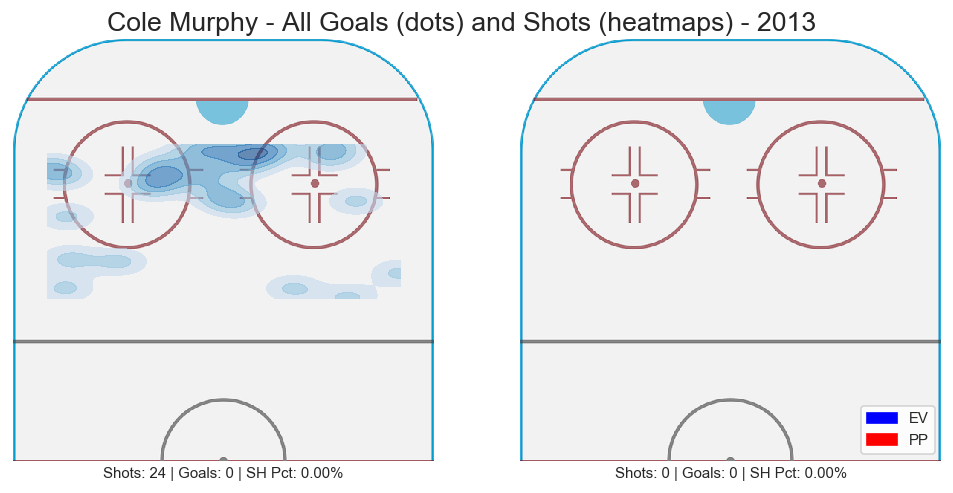 Cole Murphy - All Goals (dots) and Shots (heatmaps) - 2013
EV
PP
Shots: 24 | Goals: 0 | SH Pct: 0.00%
Shots: 0 | Goals: 0 | SH Pct: 0.00%